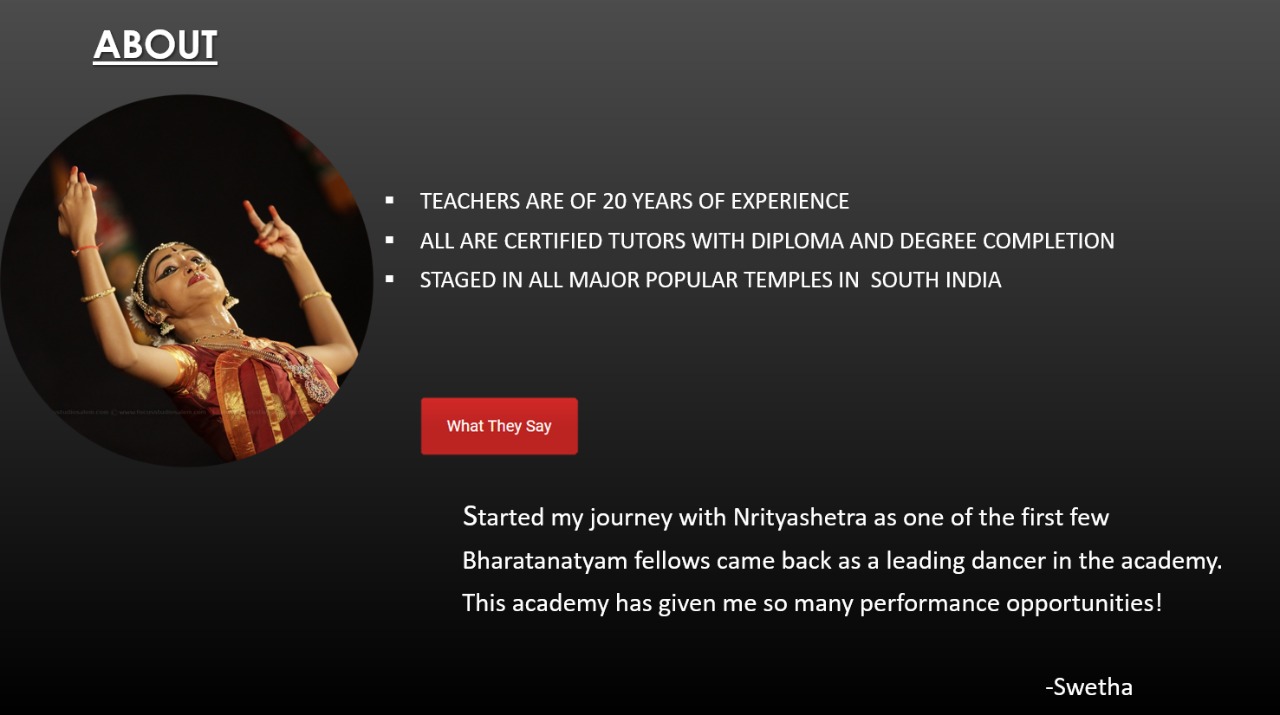 ABOUT
▪ TEACHERS ARE OF 20 YEARS OF EXPERIENCE
▪ ALL ARE CERTIFIED TUTORS WITH DIPLOMA AND DEGREE COMPLETION
▪ STAGED IN ALL MAJOR POPULAR TEMPLES IN  SOUTH INDIA
What They Say
Started my journey with Nrityashetra as one of the first few
Bharatanatyam fellows came back as a leading dancer in the academy.
This academy has given me so many performance opportunities!
-Swetha